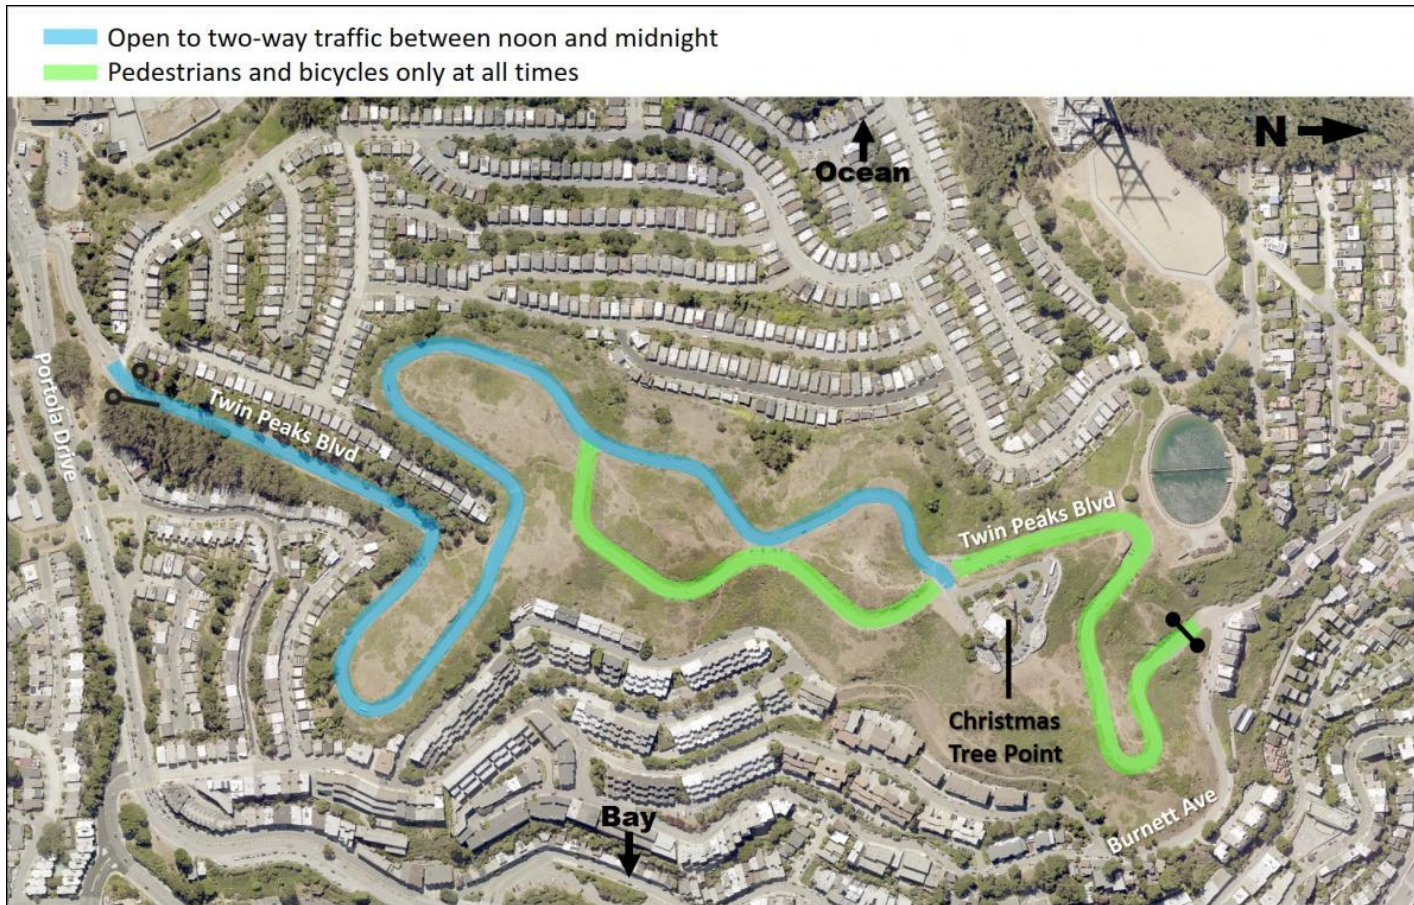 Open to two-way traffic between noon and midnight
Pedestrians and bicycles only at all times
N
Ocean
Portola Drive
Twin Peaks Blvd
Twin Peaks Blvd
Christmas
Tree Point
Bay
Burnett Ave